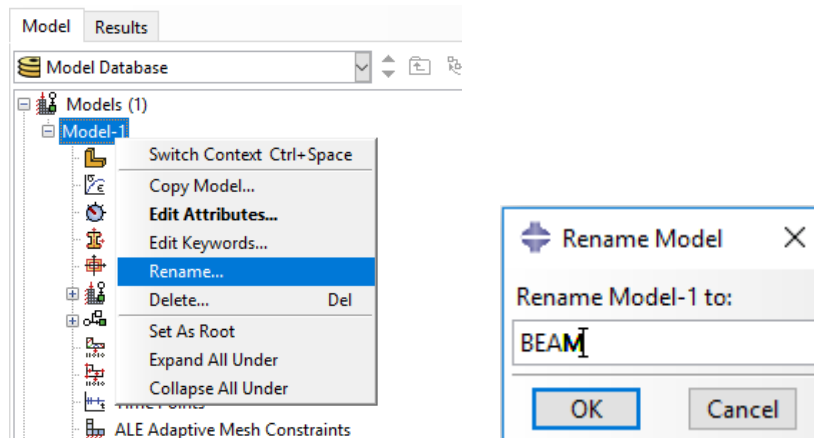 Model Results
Model Database
Models (1)
Model-1
Switch Context Ctrl+Space
Copy Model...
Edit Attributes...
Edit Keywords...
Rename...
Delete... Del
Set As Root
Expand All Under
Collapse All Under
Time Points
ALE Adaptive Mesh Constraints
Rename Model
Rename Model-1 to:
BEAM
OK Cancel